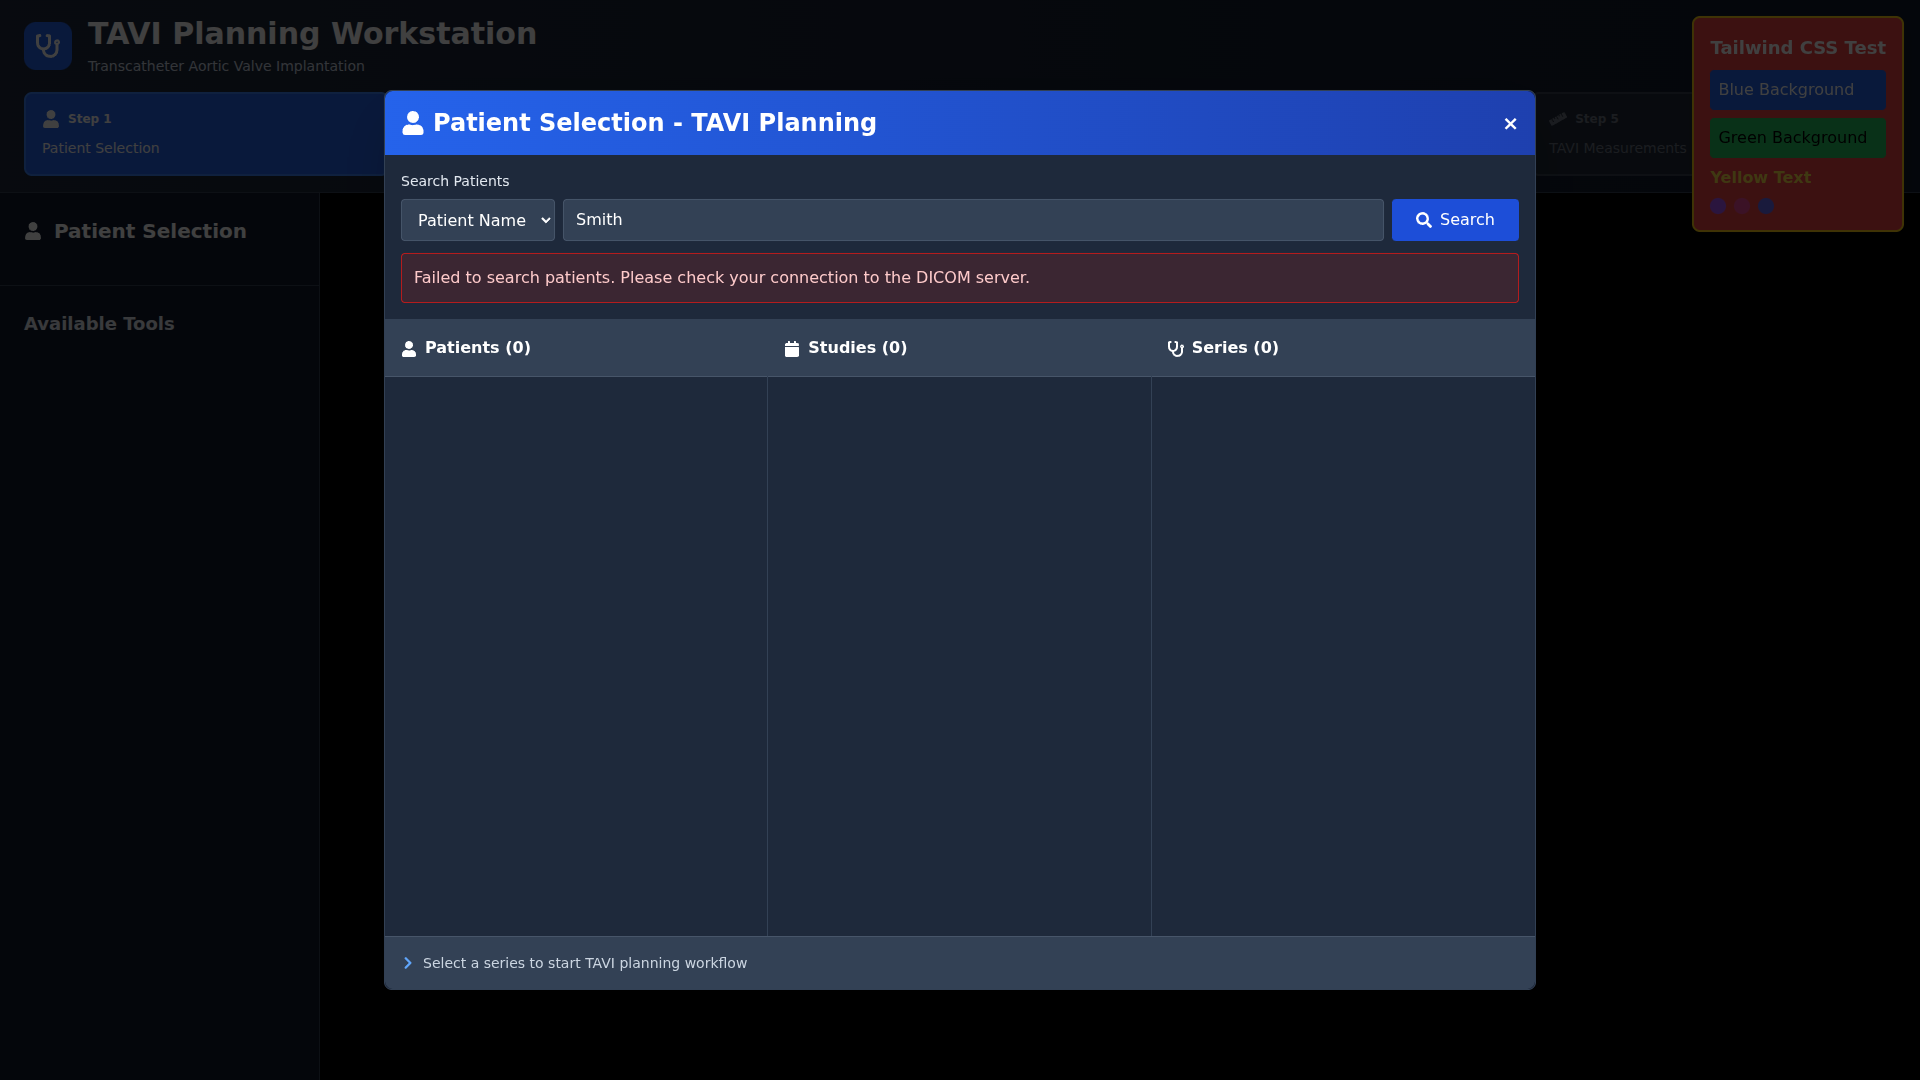 TAVI Planning Workstation
Transcatheter Aortic Valve Implantation
Step 1
Patient Selection
Step 5
TAVI Measurements
Tailwind CSS Test
Blue Background
Green Background
Yellow Text
Patient Selection
Available Tools
Patient Selection - TAVI Planning
Search Patients
Patient Name
Smith
Search
Failed to search patients. Please check your connection to the DICOM server.
Patients (0)
Studies (0)
Series (0)
Select a series to start TAVI planning workflow